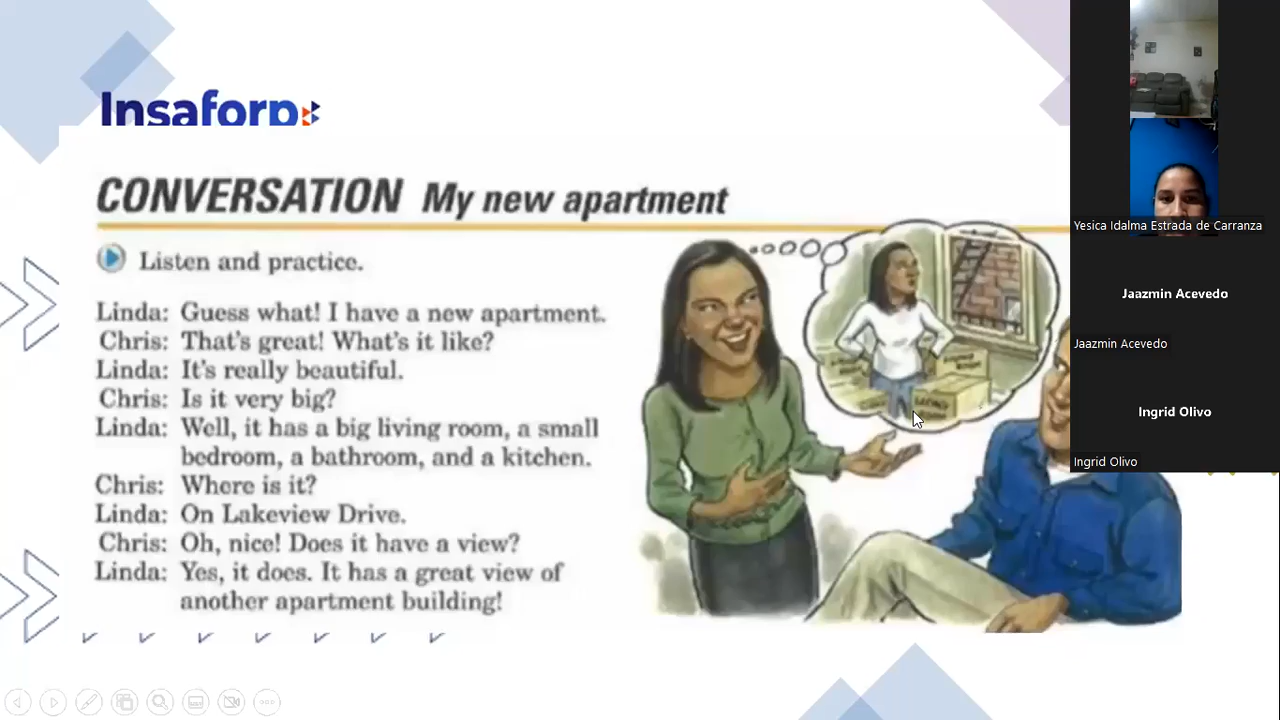 Insaforp
CONVERSATION My new apartment
Listen and practice.
Linda: Guess what! I have a new apartment.
Chris: That's great! What's it like?
Linda: It's really beautiful.
Chris: Is it very big?
Linda: Well, it has a big living room, a small
bedroom, a bathroom, and a kitchen.
Chris: Where is it?
Linda: On Lakeview Drive.
Chris: Oh, nice! Does it have a view?
Linda: Yes, it does. It has a great view of
another apartment building!
Yesica Idalma Estrada de Carranza
Jaazmin Acevedo
Jaazmin Acevedo
Ingrid Olivo
Ingrid Olivo